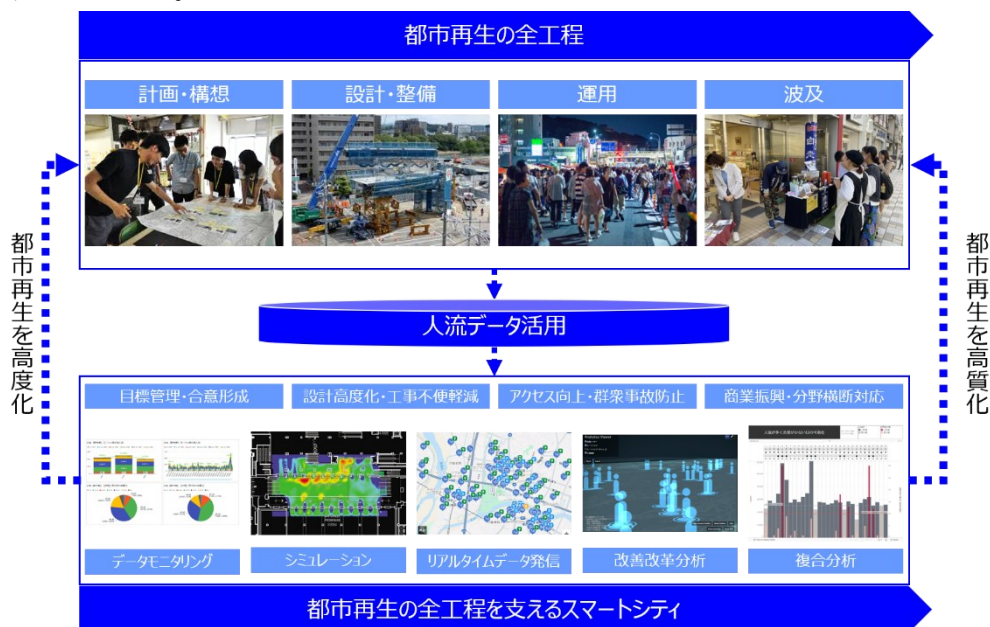 都市再生の全工程
計画・構想
設計・整備
運用
波及
都市再生を高度化
都市再生を高質化
人流データ活用
目標管理・合意形成
設計高度化・工事不便軽減
アクセス向上・群衆事故防止
商業振興・分野横断対応
データモニタリング
シミュレーション
リアルタイムデータ発信
改善改革分析
複合分析
都市再生の全工程を支えるスマートシティ